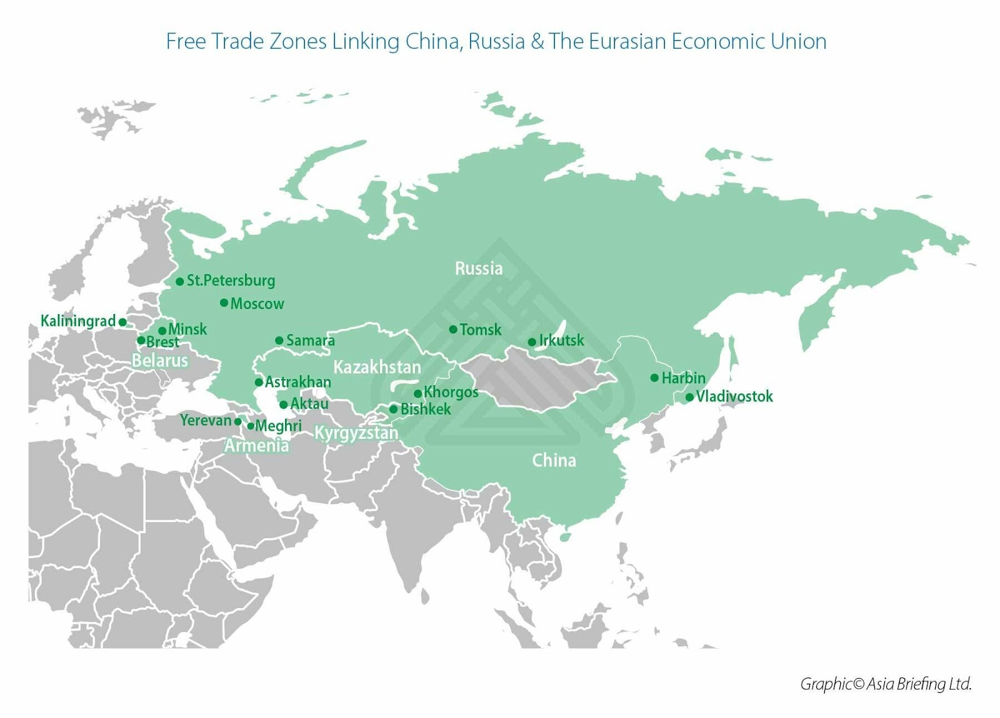 Free Trade Zones Linking China, Russia & The Eurasian Economic Union
Russia
St.Petersburg
Moscow
Kaliningrad
Minsk
Brest
Belarus
Samara
Tomsk
Irkutsk
Kazakhstan
Astrakhan
Harbin
Khorgos
Vladivostok
Aktau
Bishkek
Yerevan
Meghri
Kyrgyzstan
Armenia
China
Graphic© Asia Briefing Ltd.